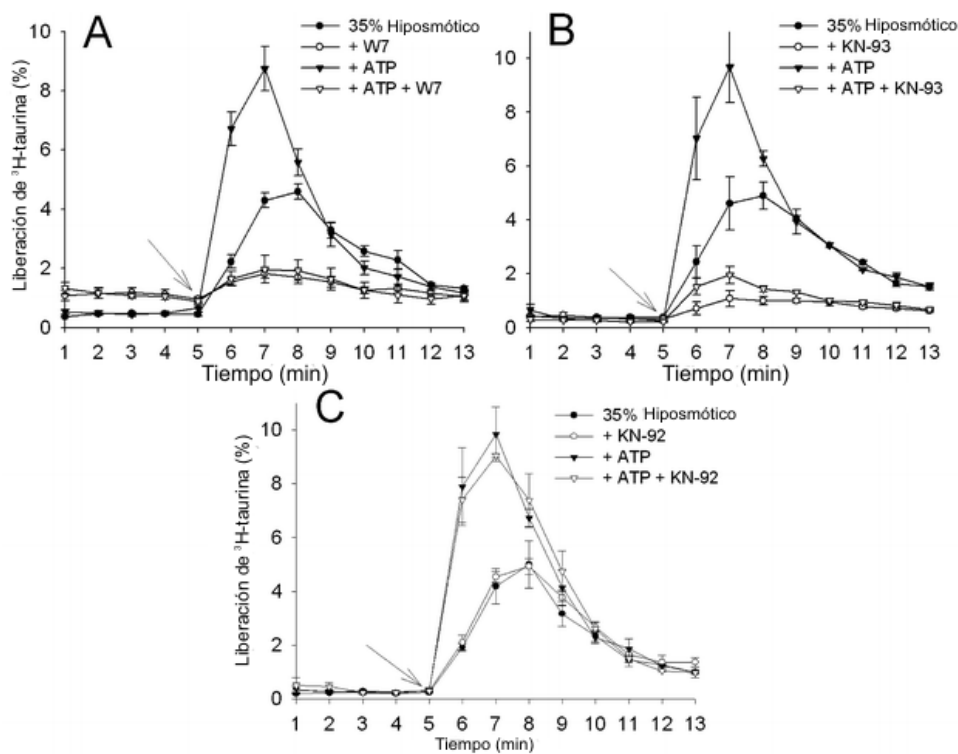 A
35% Hiposmótico
+ W7
+ ATP
+ ATP + W7
Liberación de ³H-taurina (%)
10
8
6
4
2
0
1 2 3 4 5 6 7 8 9 10 11 12 13
Tiempo (min)
B
35% Hiposmótico
+ KN-93
+ ATP
+ ATP + KN-93
Liberación de ³H-taurina (%)
10
8
6
4
2
0
1 2 3 4 5 6 7 8 9 10 11 12 13
Tiempo (min)
C
35% Hiposmótico
+ KN-92
+ ATP
+ ATP + KN-92
Liberación de ³H-taurina (%)
10
8
6
4
2
0
1 2 3 4 5 6 7 8 9 10 11 12 13
Tiempo (min)